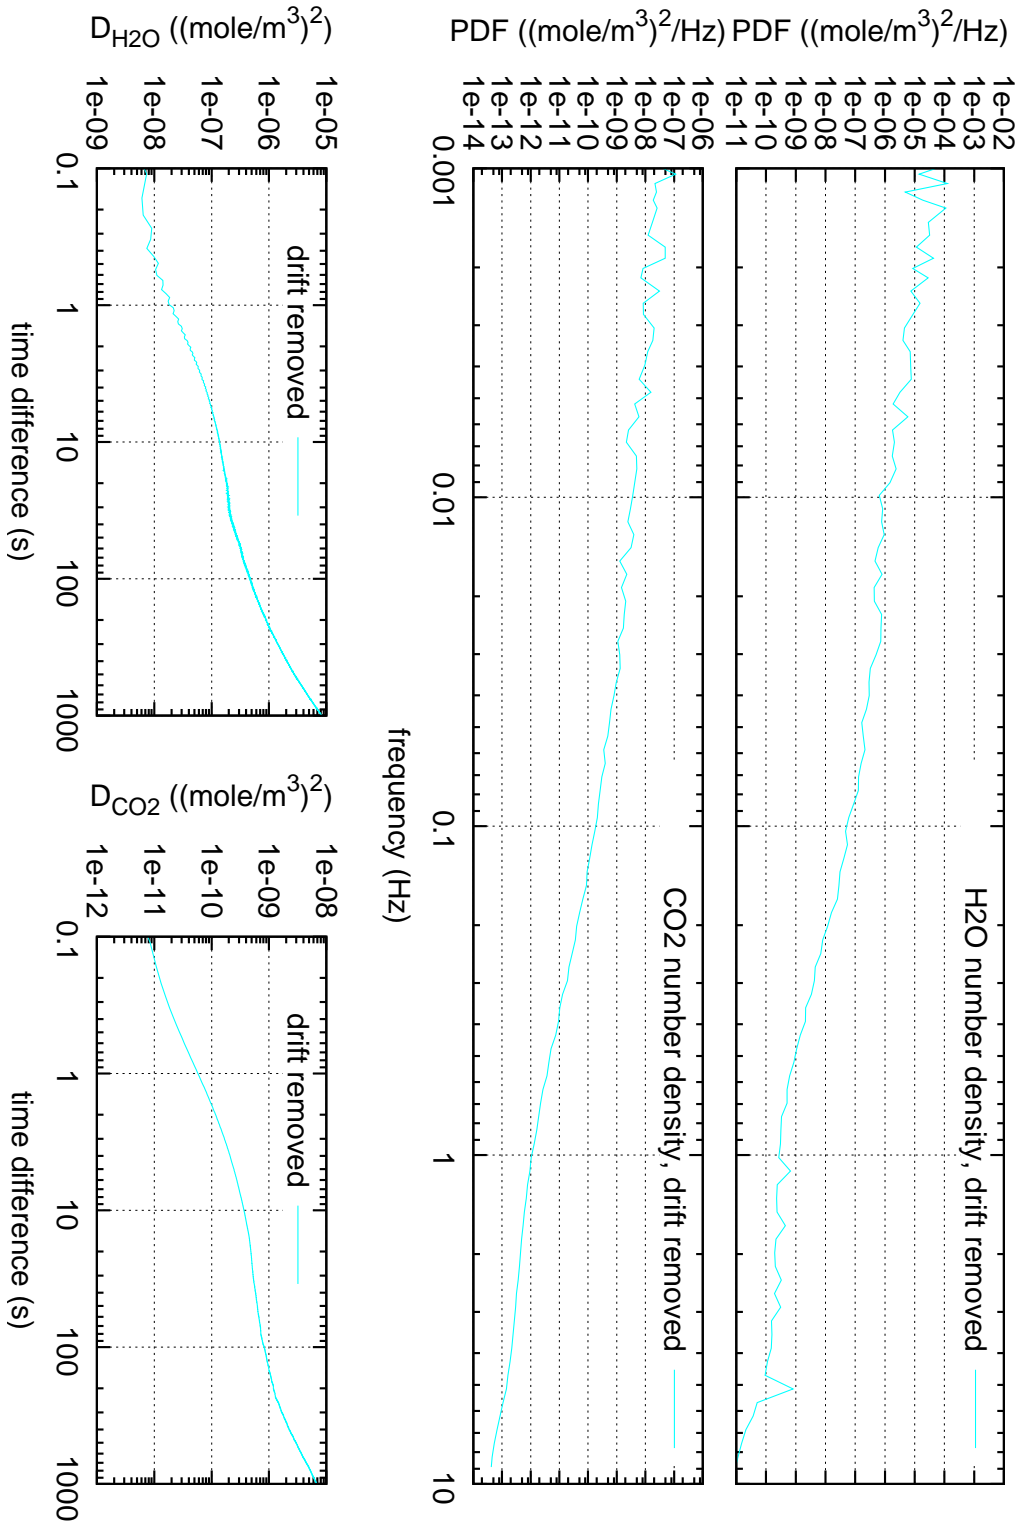 PDF ((mole/m3)2/Hz)
1e-02
1e-03
1e-04
1e-05
1e-06
1e-07
1e-08
1e-09
1e-10
1e-11
H2O number density, drift removed
PDF ((mole/m3)2/Hz)
1e-06
1e-07
1e-08
1e-09
1e-10
1e-11
1e-12
1e-13
1e-14
CO2 number density, drift removed
0.001
0.01
0.1
1
10
frequency (Hz)
DH2O ((mole/m3)2)
1e-05
1e-06
1e-07
1e-08
1e-09
drift removed
0.1
1
10
100
1000
time difference (s)
DCO2 ((mole/m3)2)
1e-08
1e-09
1e-10
1e-11
1e-12
drift removed
0.1
1
10
100
1000
time difference (s)